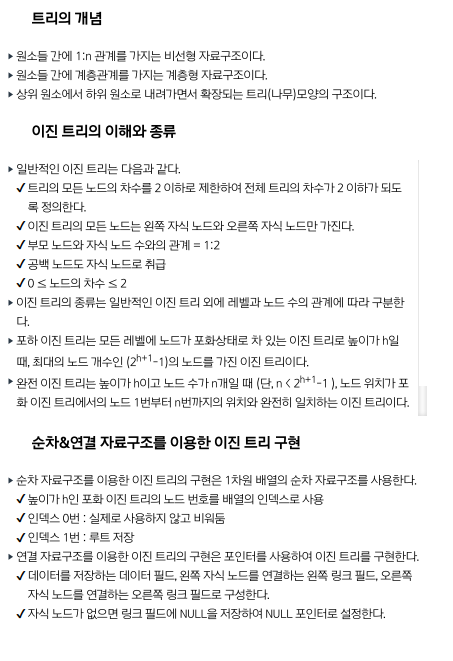 트리의 개념
▶ 원소들 간에 1:n 관계를 가지는 비선형 자료구조이다.
▶ 원소들 간에 계층관계를 가지는 계층형 자료구조이다.
▶ 상위 원소에서 하위 원소로 내려가면서 확장되는 트리(나무)모양의 구조이다.
이진 트리의 이해와 종류
▶ 일반적인 이진 트리는 다음과 같다.
✔ 트리의 모든 노드의 차수를 2 이하로 제한하여 전체 트리의 차수가 2 이하가 되도
록 정의한다.
✔ 이진 트리의 모든 노드는 왼쪽 자식 노드와 오른쪽 자식 노드만 가진다.
✔ 부모 노드와 자식 노드 수와의 관계 = 1:2
✔ 공백 노드도 자식 노드로 취급
✔ 0 ≤ 노드의 차수 ≤ 2
▶ 이진 트리의 종류는 일반적인 이진 트리 외에 레벨과 노드 수의 관계에 따라 구분한
다.
▶ 포하 이진 트리는 모든 레벨에 노드가 포화상태로 차 있는 이진 트리로 높이가 h일
때, 최대의 노드 개수인 (2^h+1-1)의 노드를 가진 이진 트리이다.
▶ 완전 이진 트리는 높이가 h이고 노드 수가 n개일 때 (단, n < 2^h+1-1 ), 노드 위치가 포
화 이진 트리에서의 노드 1번부터 n번까지의 위치와 완전히 일치하는 이진 트리이다.
순차&연결 자료구조를 이용한 이진 트리 구현
▶ 순차 자료구조를 이용한 이진 트리의 구현은 1차원 배열의 순차 자료구조를 사용한다.
✔ 높이가 h인 포화 이진 트리의 노드 번호를 배열의 인덱스로 사용
✔ 인덱스 0번 : 실제로 사용하지 않고 비워둠
✔ 인덱스 1번 : 루트 저장
▶ 연결 자료구조를 이용한 이진 트리의 구현은 포인터를 사용하여 이진 트리를 구현한다.
✔ 데이터를 저장하는 데이터 필드, 왼쪽 자식 노드를 연결하는 왼쪽 링크 필드, 오른쪽
자식 노드를 연결하는 오른쪽 링크 필드로 구성한다.
✔ 자식 노드가 없으면 링크 필드에 NULL을 저장하여 NULL 포인터로 설정한다.